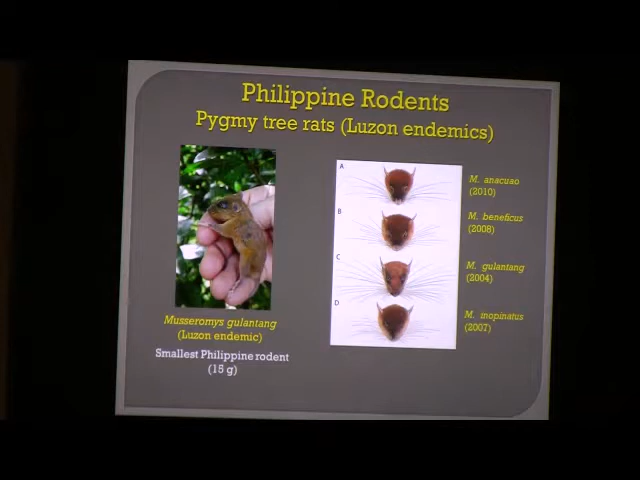 Philippine Rodents
Pygmy tree rats (Luzon endemics)
A
M. anacuao
(2010)
B
M. beneficus
(2008)
C
M. gulantang
(2004)
D
M. inopinatus
(2007)
Musseromys gulantang
(Luzon endemic)
Smallest Philippine rodent
(15 g)